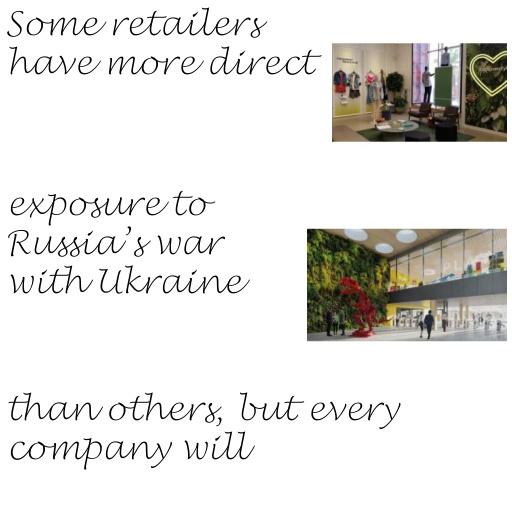 Some retailers
have more direct
exposure to
Russia's war
with Ukraine
than others, but every
company will